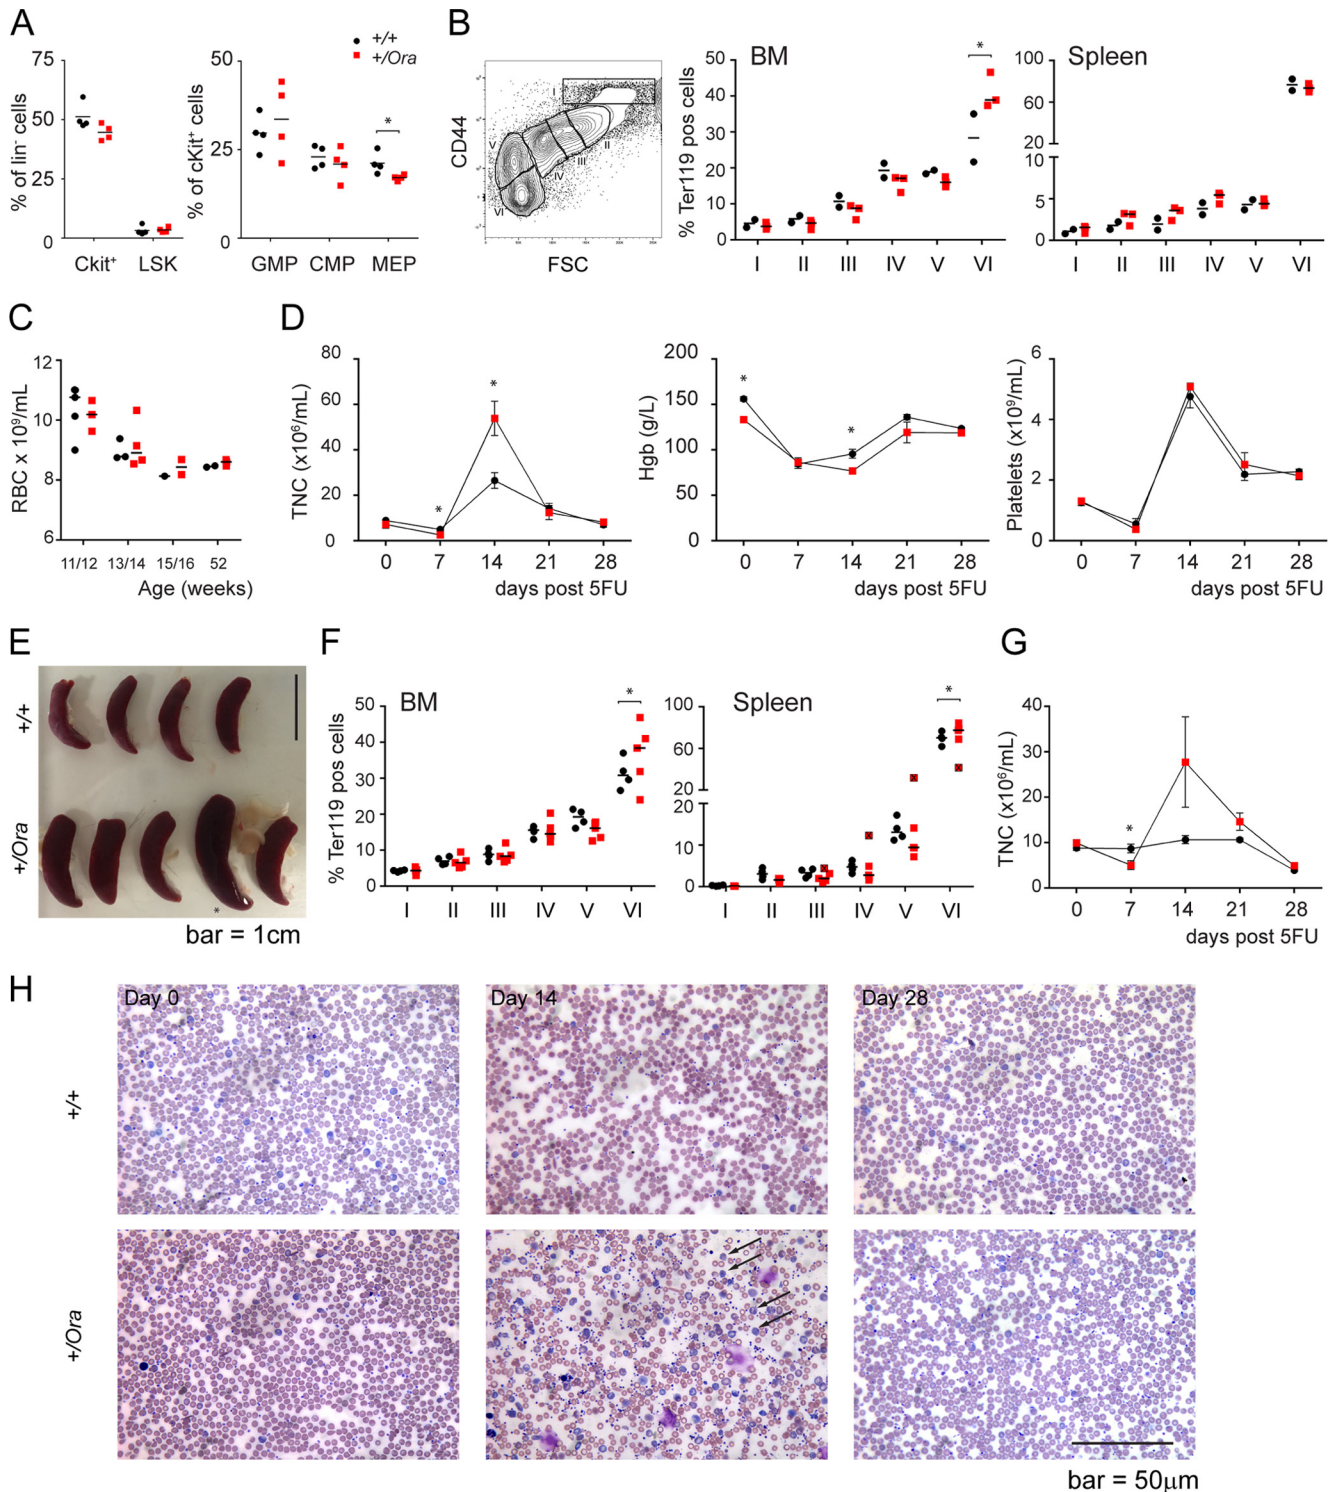 A
+/+
+/Ora
75
50
25
0
% of lin⁻ cells
Ckit⁺
LSK
50
25
0
% of cKit⁺ cells
*
GMP
CMP
MEP
B
CD44
FSC
I
II
III
IV
V
VI
BM
% Ter119 pos cells
50
40
30
20
10
0
*
I
II
III
IV
V
VI
Spleen
100
60
20
10
5
0
I
II
III
IV
V
VI
C
RBC x 10⁹/mL
12
10
8
6
11/12
13/14
15/16
52
Age (weeks)
D
TNC (x10⁶/mL)
80
60
40
20
0
*
*
0
7
14
21
28
days post 5FU
Hgb (g/L)
200
150
100
50
0
*
*
0
7
14
21
28
days post 5FU
Platelets (x10⁹/mL)
6
4
2
0
0
7
14
21
28
days post 5FU
E
+/+
+/Ora
*
bar = 1cm
F
BM
% Ter119 pos cells
50
40
30
20
10
0
*
I
II
III
IV
V
VI
Spleen
100
60
20
10
0
*
x
x
x
x
I
II
III
IV
V
VI
G
TNC (x10⁶/mL)
40
30
20
10
0
*
0
7
14
21
28
days post 5FU
H
Day 0
Day 14
Day 28
+/+
+/Ora
bar = 50µm